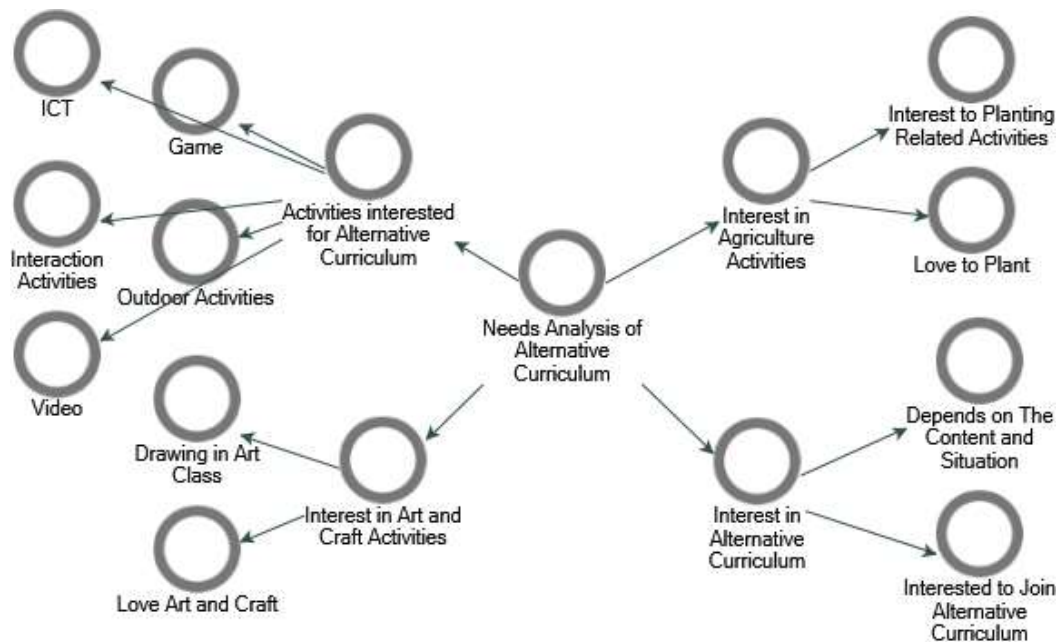 ICT
Game
Interaction
Activities
Outdoor Activities
Video
Activities interested
for Alternative
Curriculum
Drawing in Art
Class
Love Art and Craft
Interest in Art and
Craft Activities
Needs Analysis of
Alternative
Curriculum
Interest in
Agriculture
Activities
Interest to Planting
Related Activities
Love to Plant
Interest in
Alternative
Curriculum
Depends on The
Content and
Situation
Interested to Join
Alternative
Curriculum